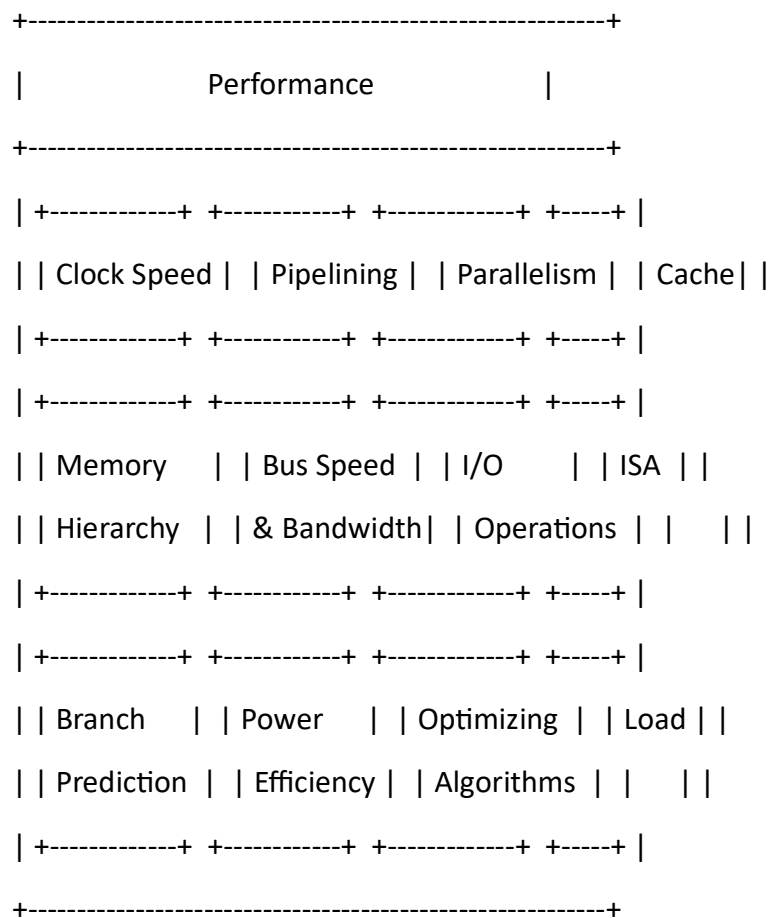 +-----------------------------------------------------------+
| Performance |
+-----------------------------------------------------------+
| +-------------+ +------------+ +-------------+ +-----+ |
| | Clock Speed | | Pipelining | | Parallelism | | Cache| |
| +-------------+ +------------+ +-------------+ +-----+ |
| +-------------+ +------------+ +-------------+ +-----+ |
| | Memory | | Bus Speed | | I/O | | ISA | |
| | Hierarchy | | & Bandwidth| | Operations | | | |
| +-------------+ +------------+ +-------------+ +-----+ |
| +-------------+ +------------+ +-------------+ +-----+ |
| | Branch | | Power | | Optimizing | | Load | |
| | Prediction | | Efficiency | | Algorithms | | | |
| +-------------+ +------------+ +-------------+ +-----+ |
+-----------------------------------------------------------+